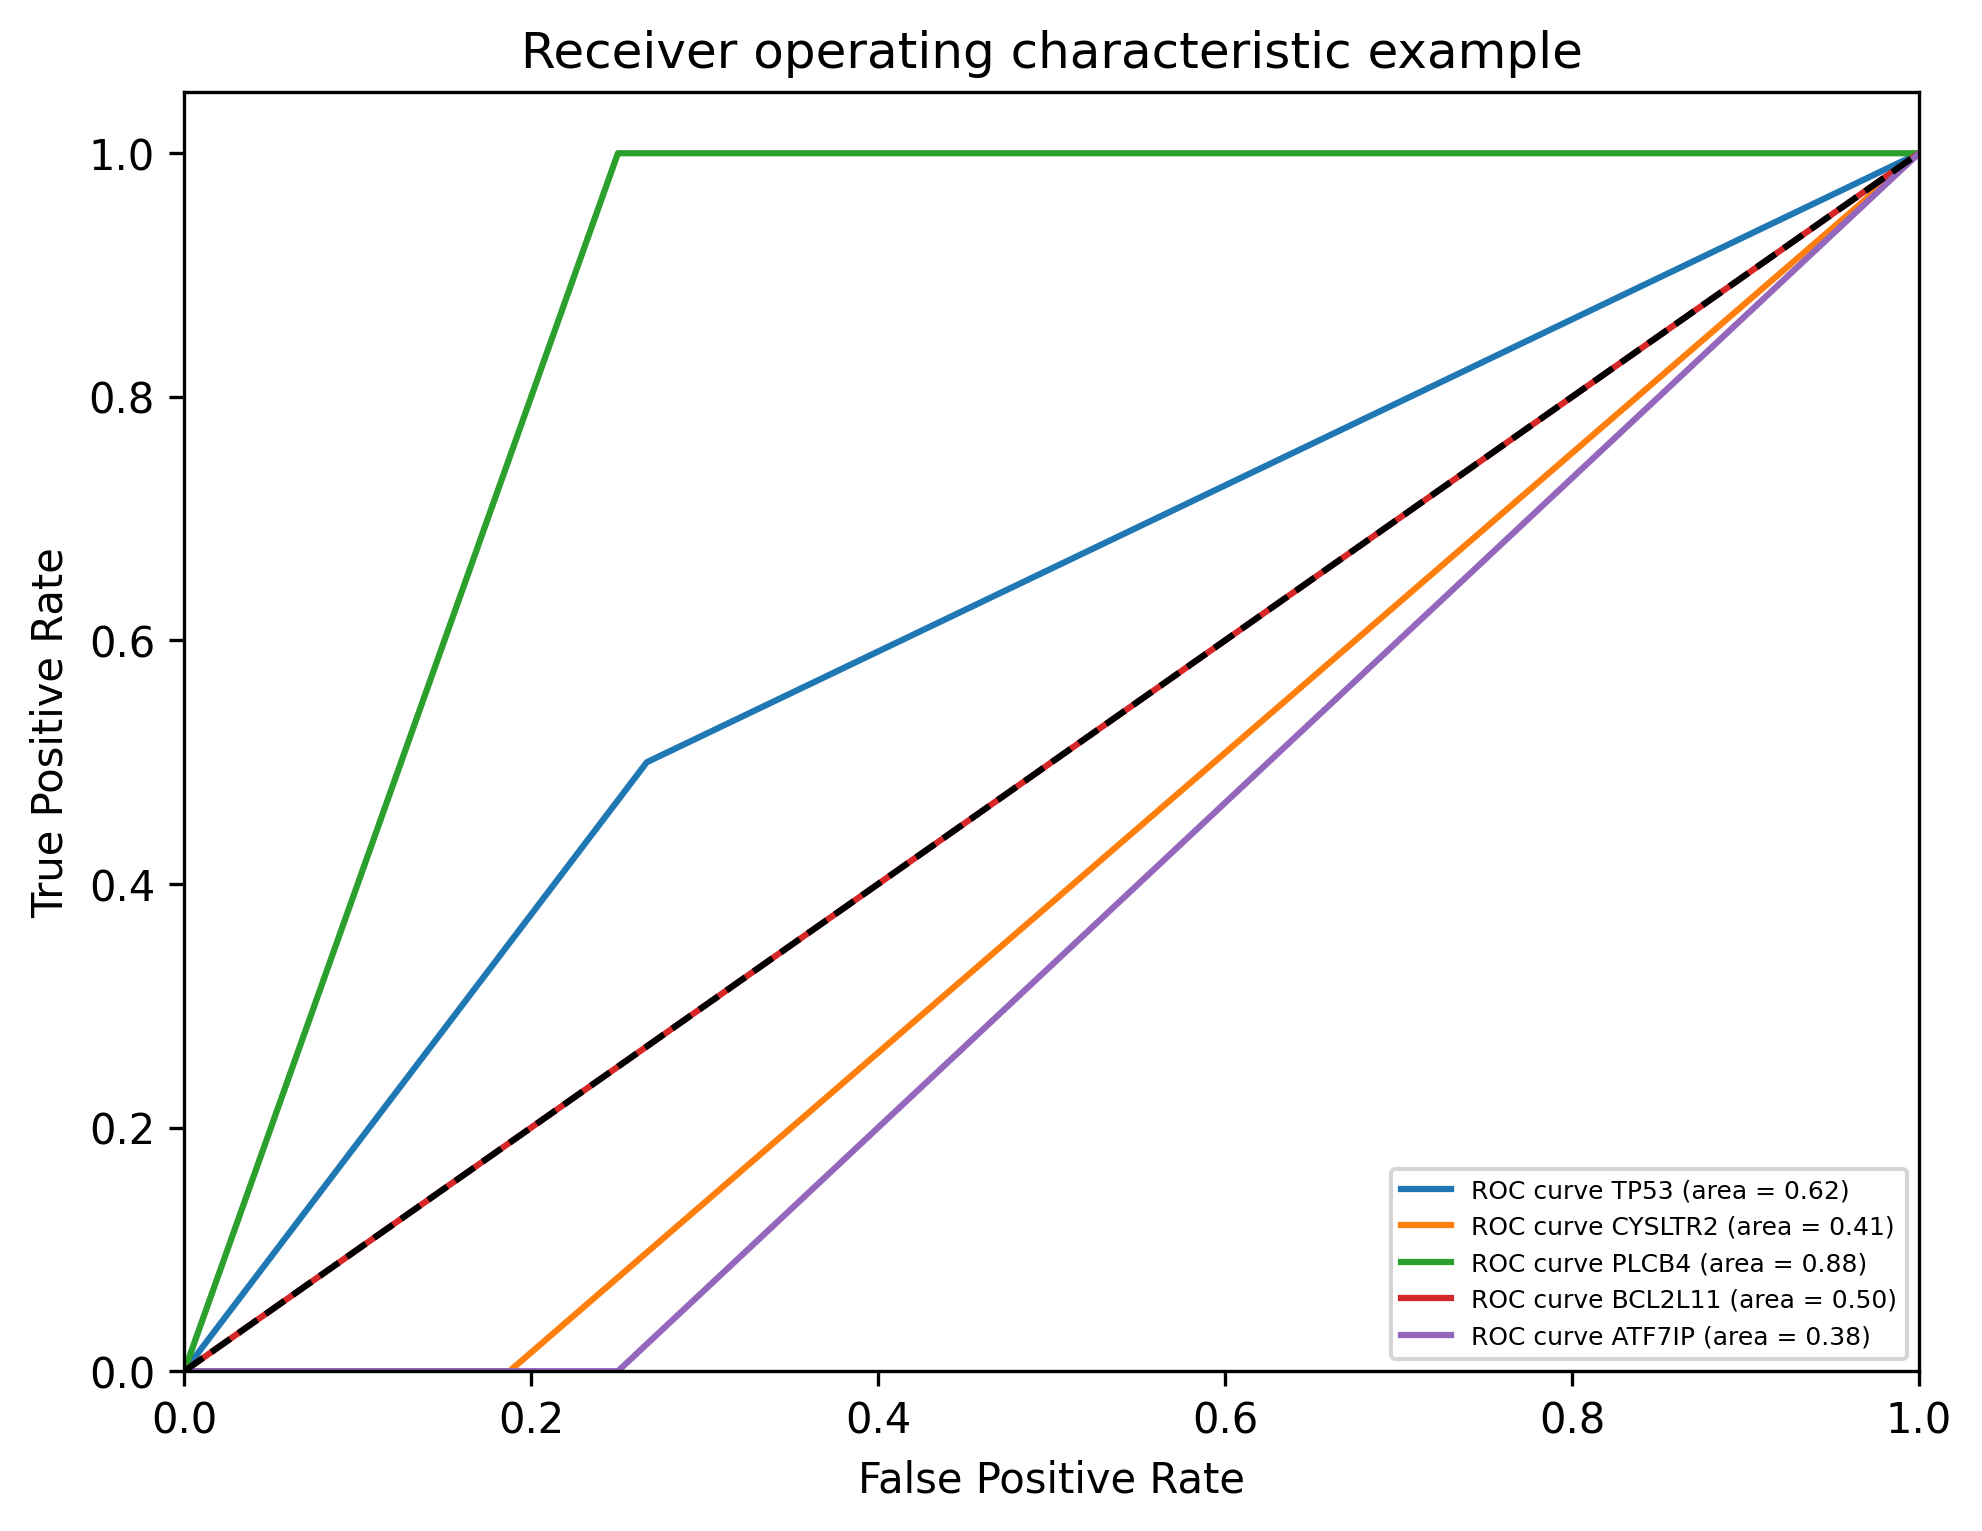 Receiver operating characteristic example
True Positive Rate
1.0
0.8
0.6
0.4
0.2
0.0
ROC curve TP53 (area = 0.62)
ROC curve CYSLTR2 (area = 0.41)
ROC curve PLCB4 (area = 0.88)
ROC curve BCL2L11 (area = 0.50)
ROC curve ATF7IP (area = 0.38)
0.0 0.2 0.4 0.6 0.8 1.0
False Positive Rate